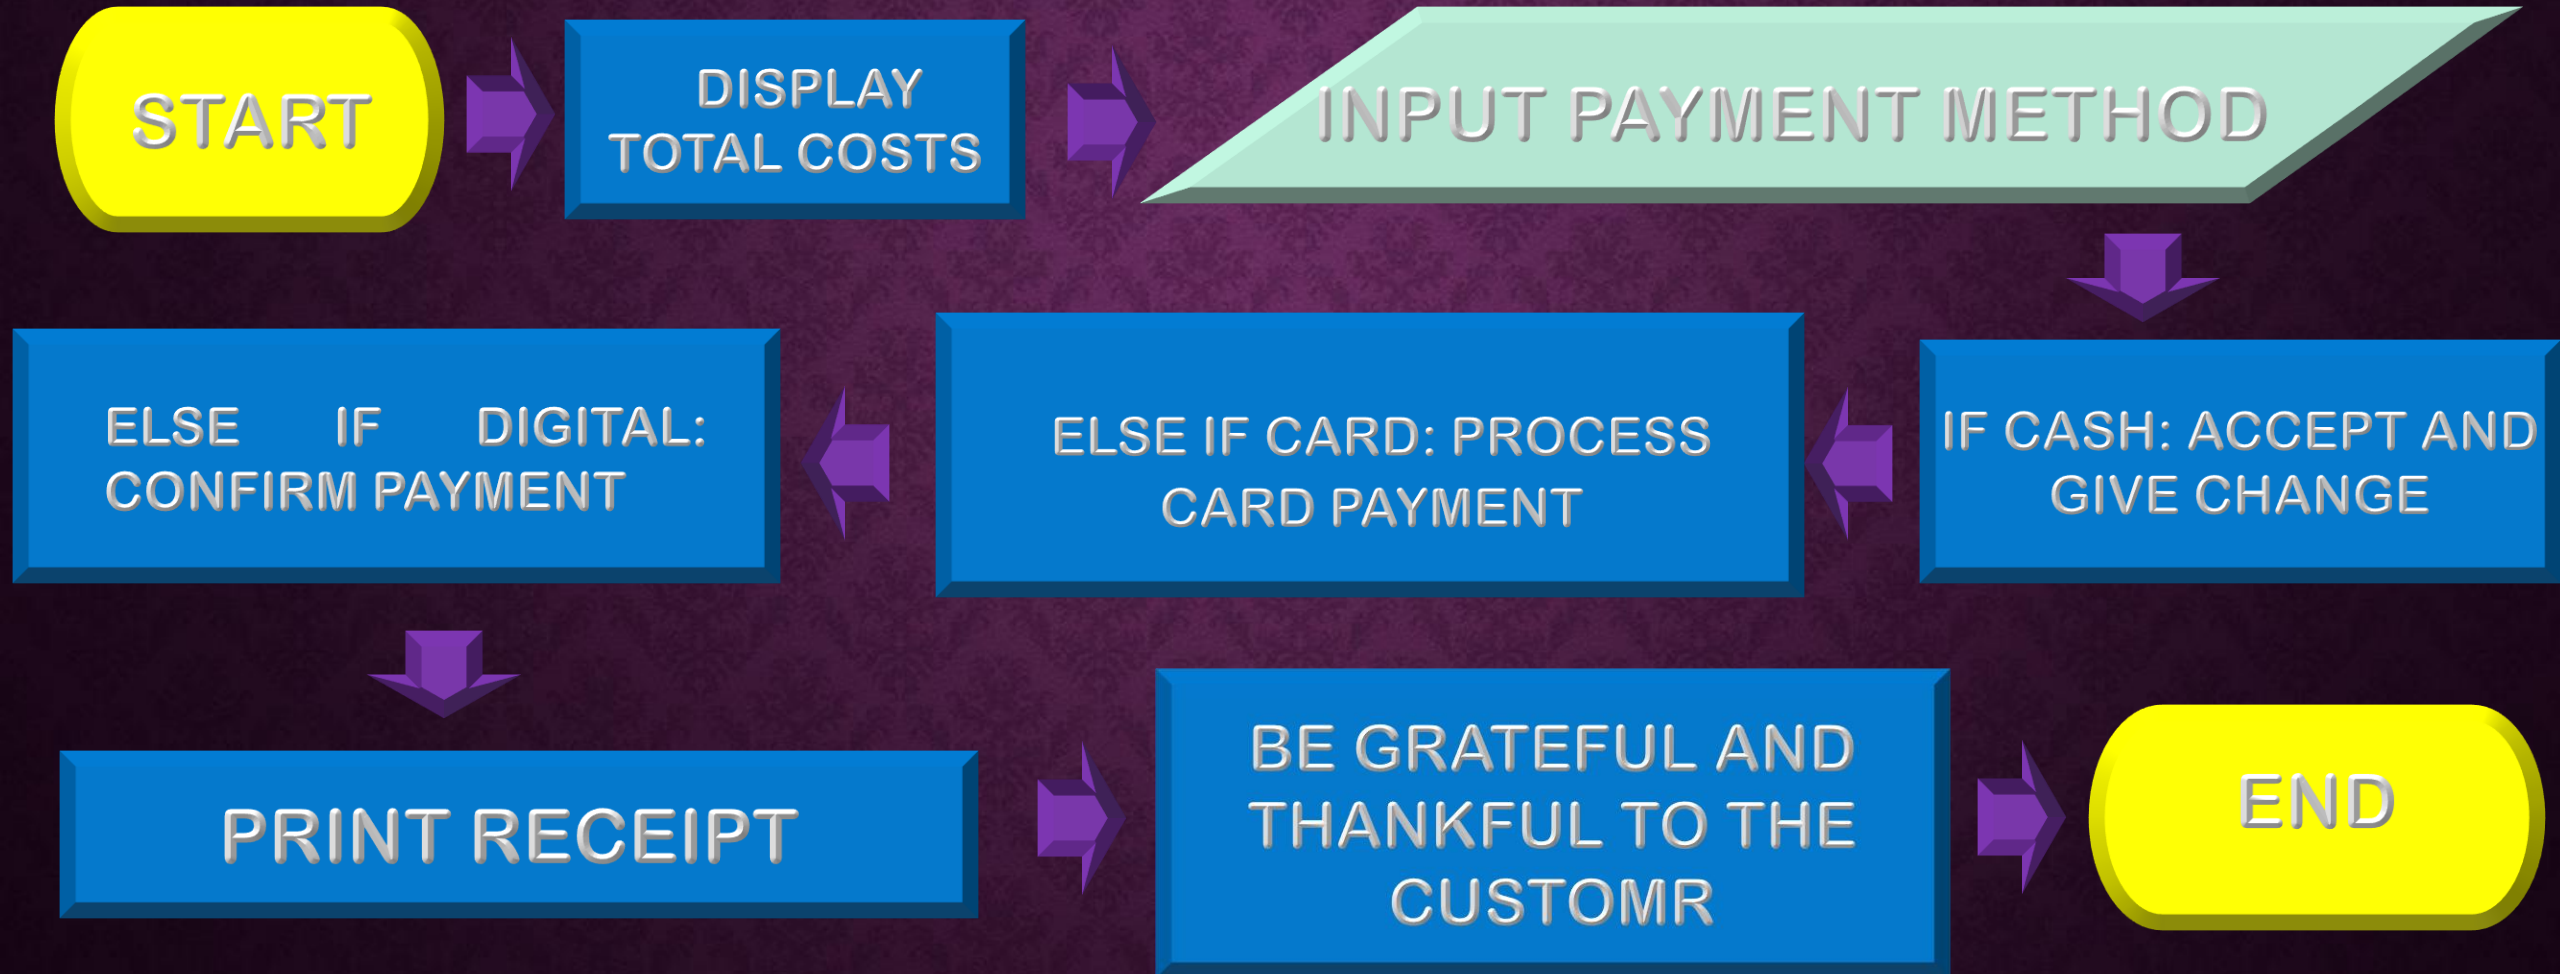 START
DISPLAY
TOTAL COSTS
INPUT PAYMENT METHOD
IF CASH: ACCEPT AND
GIVE CHANGE
ELSE IF CARD: PROCESS
CARD PAYMENT
ELSE IF DIGITAL:
CONFIRM PAYMENT
PRINT RECEIPT
BE GRATEFUL AND
THANKFUL TO THE
CUSTOMR
END